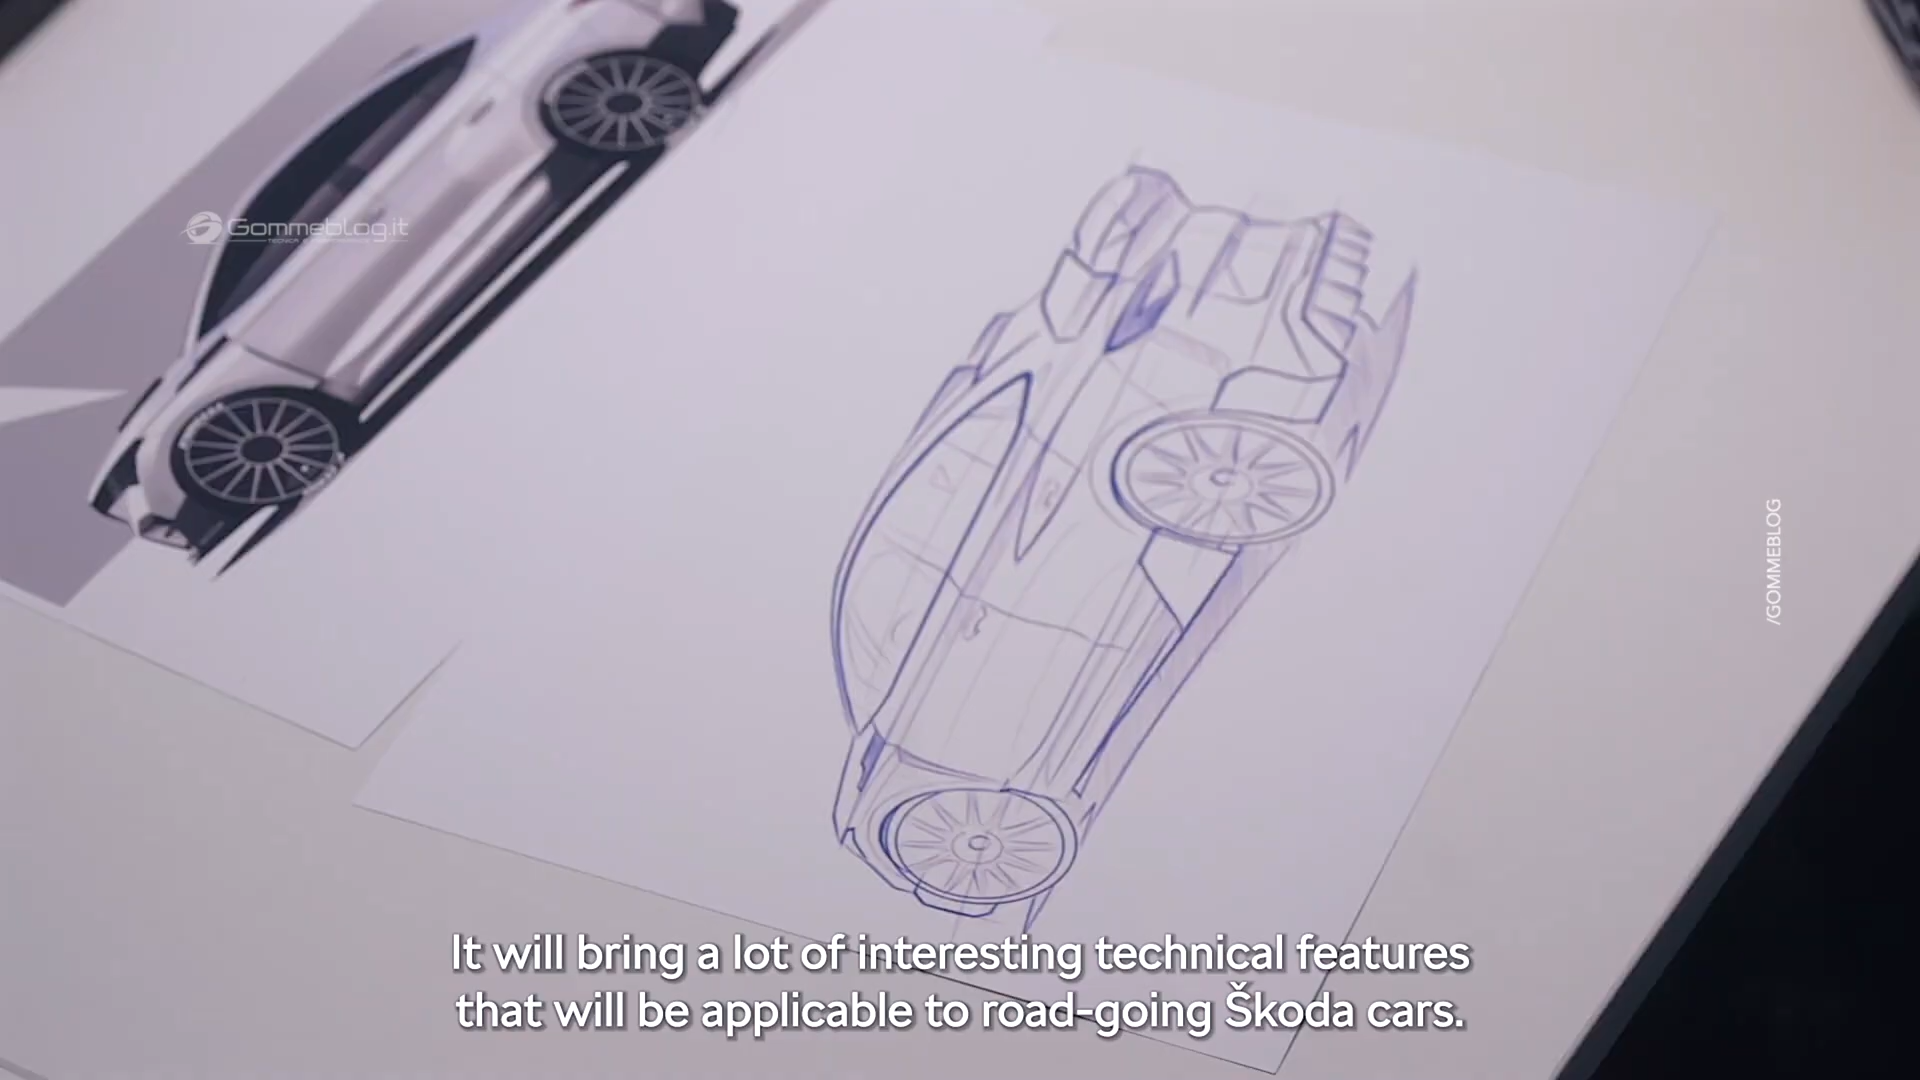 Gommeblog.it
/GOMMEBLOG
It will bring a lot of interesting technical features
that will be applicable to road-going Škoda cars.